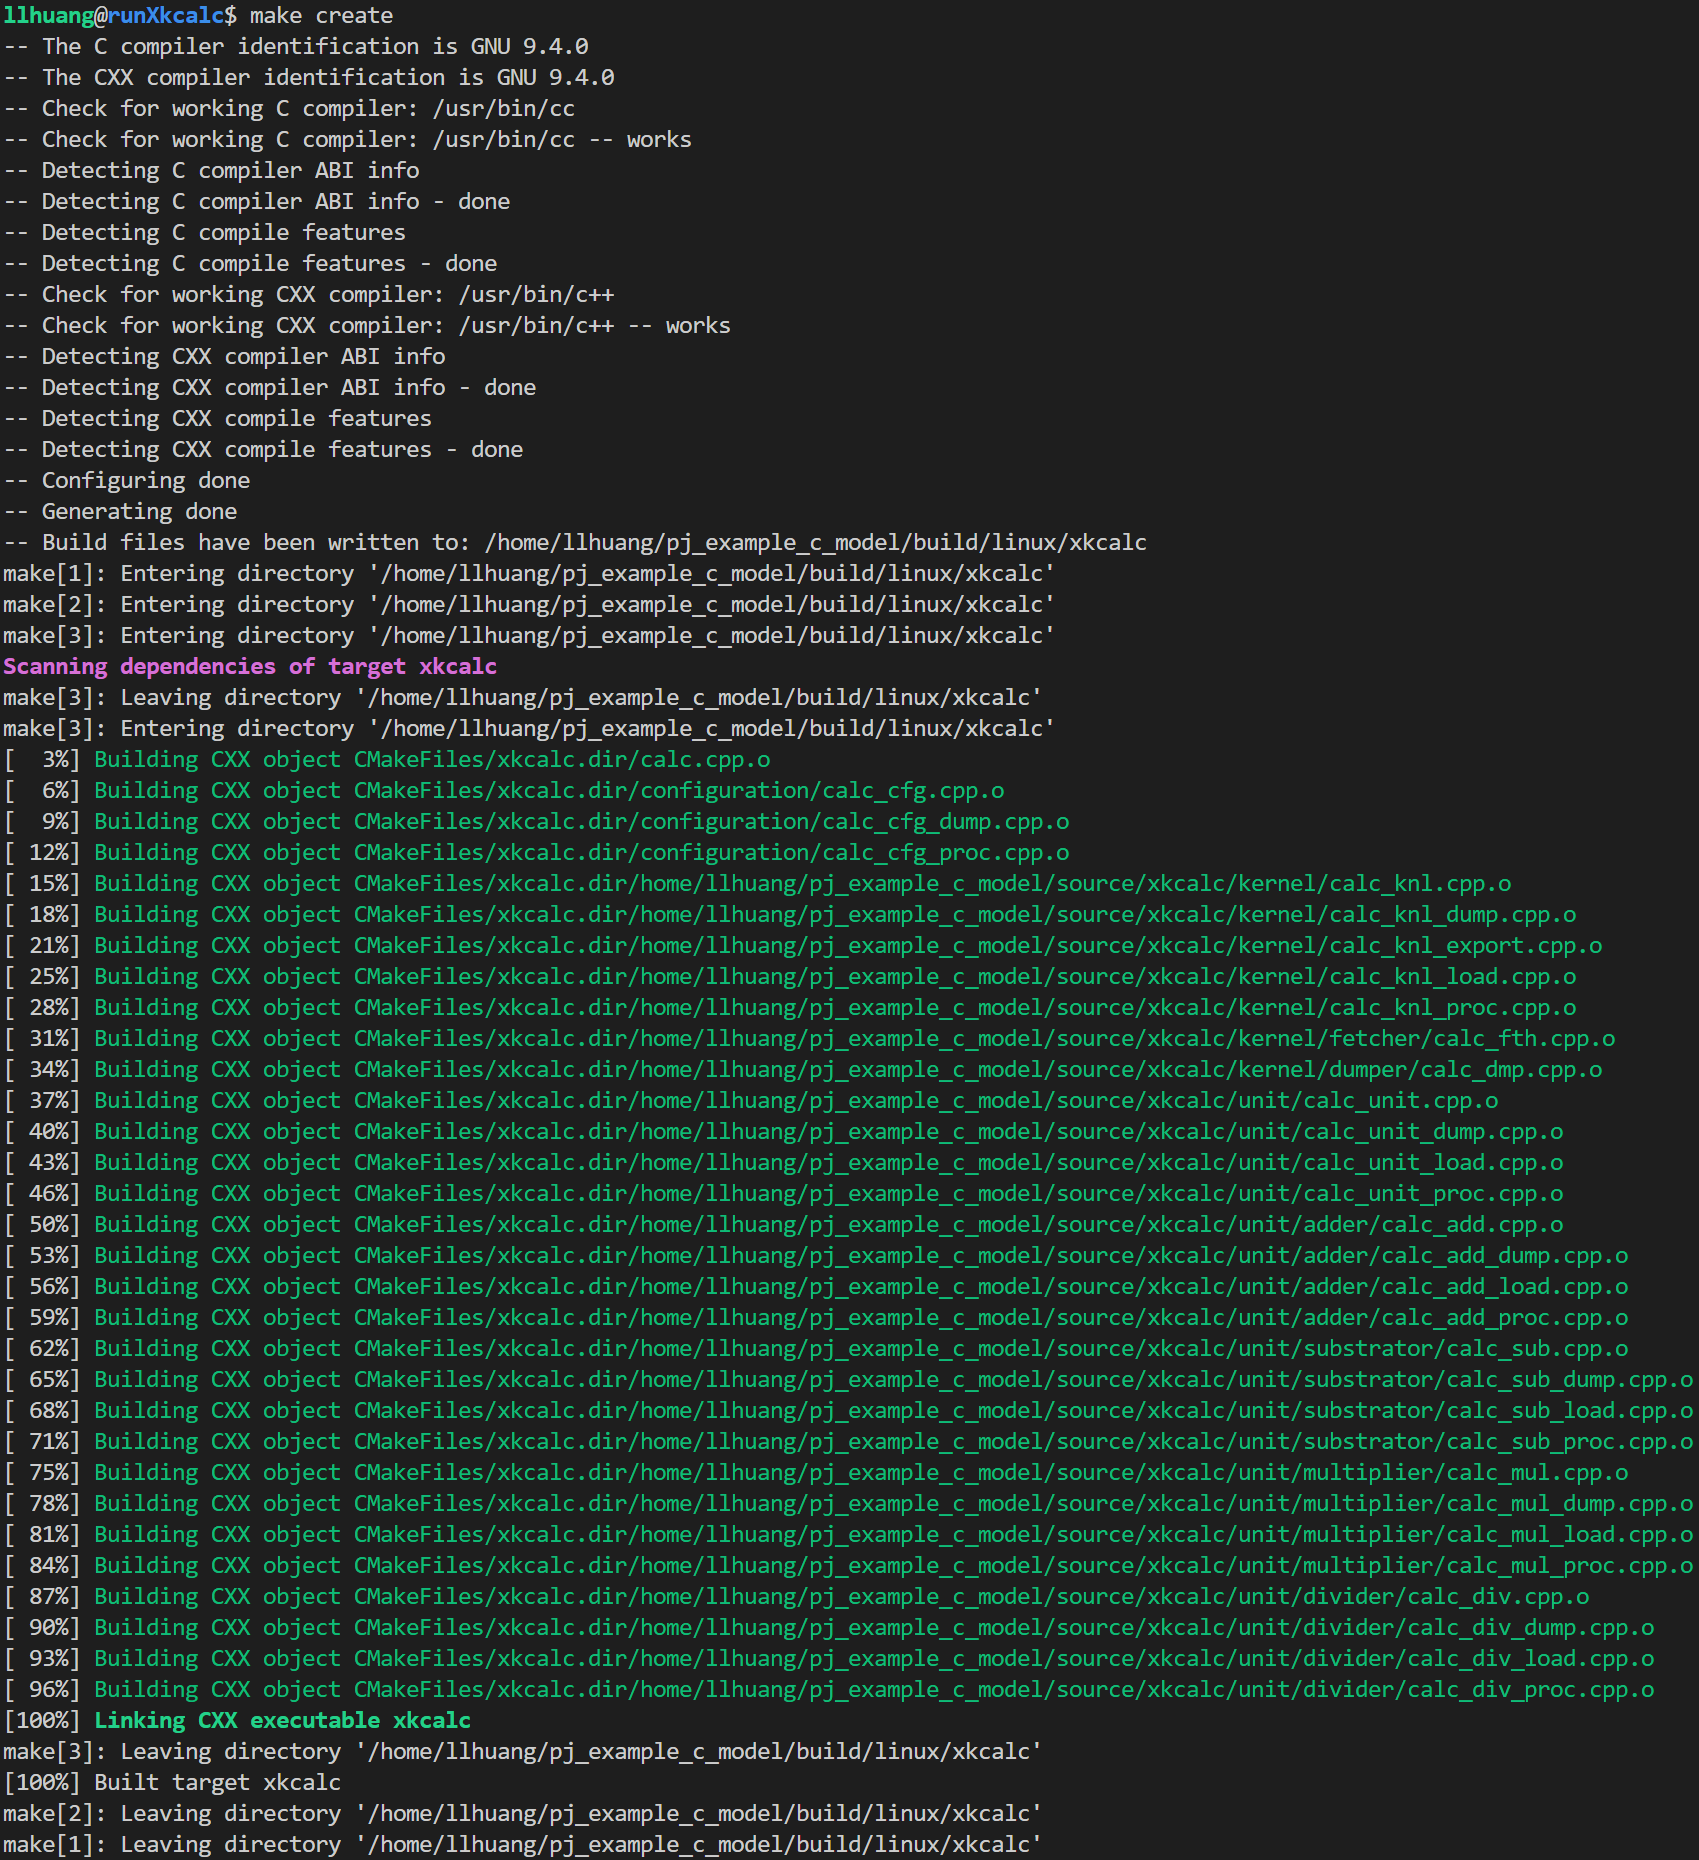 llhuang@runXkcalc$ make create
-- The C compiler identification is GNU 9.4.0
-- The CXX compiler identification is GNU 9.4.0
-- Check for working C compiler: /usr/bin/cc
-- Check for working C compiler: /usr/bin/cc -- works
-- Detecting C compiler ABI info
-- Detecting C compiler ABI info - done
-- Detecting C compile features
-- Detecting C compile features - done
-- Check for working CXX compiler: /usr/bin/c++
-- Check for working CXX compiler: /usr/bin/c++ -- works
-- Detecting CXX compiler ABI info
-- Detecting CXX compiler ABI info - done
-- Detecting CXX compile features
-- Detecting CXX compile features - done
-- Configuring done
-- Generating done
-- Build files have been written to: /home/llhuang/pj_example_c_model/build/linux/xkcalc
make[1]: Entering directory '/home/llhuang/pj_example_c_model/build/linux/xkcalc'
make[2]: Entering directory '/home/llhuang/pj_example_c_model/build/linux/xkcalc'
make[3]: Entering directory '/home/llhuang/pj_example_c_model/build/linux/xkcalc'
Scanning dependencies of target xkcalc
make[3]: Leaving directory '/home/llhuang/pj_example_c_model/build/linux/xkcalc'
make[3]: Entering directory '/home/llhuang/pj_example_c_model/build/linux/xkcalc'
[  3%] Building CXX object CMakeFiles/xkcalc.dir/calc.cpp.o
[  6%] Building CXX object CMakeFiles/xkcalc.dir/configuration/calc_cfg.cpp.o
[  9%] Building CXX object CMakeFiles/xkcalc.dir/configuration/calc_cfg_dump.cpp.o
[ 12%] Building CXX object CMakeFiles/xkcalc.dir/configuration/calc_cfg_proc.cpp.o
[ 15%] Building CXX object CMakeFiles/xkcalc.dir/home/llhuang/pj_example_c_model/source/xkcalc/kernel/calc_knl.cpp.o
[ 18%] Building CXX object CMakeFiles/xkcalc.dir/home/llhuang/pj_example_c_model/source/xkcalc/kernel/calc_knl_dump.cpp.o
[ 21%] Building CXX object CMakeFiles/xkcalc.dir/home/llhuang/pj_example_c_model/source/xkcalc/kernel/calc_knl_export.cpp.o
[ 25%] Building CXX object CMakeFiles/xkcalc.dir/home/llhuang/pj_example_c_model/source/xkcalc/kernel/calc_knl_load.cpp.o
[ 28%] Building CXX object CMakeFiles/xkcalc.dir/home/llhuang/pj_example_c_model/source/xkcalc/kernel/calc_knl_proc.cpp.o
[ 31%] Building CXX object CMakeFiles/xkcalc.dir/home/llhuang/pj_example_c_model/source/xkcalc/kernel/fetcher/calc_fth.cpp.o
[ 34%] Building CXX object CMakeFiles/xkcalc.dir/home/llhuang/pj_example_c_model/source/xkcalc/kernel/dumper/calc_dmp.cpp.o
[ 37%] Building CXX object CMakeFiles/xkcalc.dir/home/llhuang/pj_example_c_model/source/xkcalc/unit/calc_unit.cpp.o
[ 40%] Building CXX object CMakeFiles/xkcalc.dir/home/llhuang/pj_example_c_model/source/xkcalc/unit/calc_unit_dump.cpp.o
[ 43%] Building CXX object CMakeFiles/xkcalc.dir/home/llhuang/pj_example_c_model/source/xkcalc/unit/calc_unit_load.cpp.o
[ 46%] Building CXX object CMakeFiles/xkcalc.dir/home/llhuang/pj_example_c_model/source/xkcalc/unit/calc_unit_proc.cpp.o
[ 50%] Building CXX object CMakeFiles/xkcalc.dir/home/llhuang/pj_example_c_model/source/xkcalc/unit/adder/calc_add.cpp.o
[ 53%] Building CXX object CMakeFiles/xkcalc.dir/home/llhuang/pj_example_c_model/source/xkcalc/unit/adder/calc_add_dump.cpp.o
[ 56%] Building CXX object CMakeFiles/xkcalc.dir/home/llhuang/pj_example_c_model/source/xkcalc/unit/adder/calc_add_load.cpp.o
[ 59%] Building CXX object CMakeFiles/xkcalc.dir/home/llhuang/pj_example_c_model/source/xkcalc/unit/adder/calc_add_proc.cpp.o
[ 62%] Building CXX object CMakeFiles/xkcalc.dir/home/llhuang/pj_example_c_model/source/xkcalc/unit/substrator/calc_sub.cpp.o
[ 65%] Building CXX object CMakeFiles/xkcalc.dir/home/llhuang/pj_example_c_model/source/xkcalc/unit/substrator/calc_sub_dump.cpp.o
[ 68%] Building CXX object CMakeFiles/xkcalc.dir/home/llhuang/pj_example_c_model/source/xkcalc/unit/substrator/calc_sub_load.cpp.o
[ 71%] Building CXX object CMakeFiles/xkcalc.dir/home/llhuang/pj_example_c_model/source/xkcalc/unit/substrator/calc_sub_proc.cpp.o
[ 75%] Building CXX object CMakeFiles/xkcalc.dir/home/llhuang/pj_example_c_model/source/xkcalc/unit/multiplier/calc_mul.cpp.o
[ 78%] Building CXX object CMakeFiles/xkcalc.dir/home/llhuang/pj_example_c_model/source/xkcalc/unit/multiplier/calc_mul_dump.cpp.o
[ 81%] Building CXX object CMakeFiles/xkcalc.dir/home/llhuang/pj_example_c_model/source/xkcalc/unit/multiplier/calc_mul_load.cpp.o
[ 84%] Building CXX object CMakeFiles/xkcalc.dir/home/llhuang/pj_example_c_model/source/xkcalc/unit/multiplier/calc_mul_proc.cpp.o
[ 87%] Building CXX object CMakeFiles/xkcalc.dir/home/llhuang/pj_example_c_model/source/xkcalc/unit/divider/calc_div.cpp.o
[ 90%] Building CXX object CMakeFiles/xkcalc.dir/home/llhuang/pj_example_c_model/source/xkcalc/unit/divider/calc_div_dump.cpp.o
[ 93%] Building CXX object CMakeFiles/xkcalc.dir/home/llhuang/pj_example_c_model/source/xkcalc/unit/divider/calc_div_load.cpp.o
[ 96%] Building CXX object CMakeFiles/xkcalc.dir/home/llhuang/pj_example_c_model/source/xkcalc/unit/divider/calc_div_proc.cpp.o
[100%] Linking CXX executable xkcalc
make[3]: Leaving directory '/home/llhuang/pj_example_c_model/build/linux/xkcalc'
[100%] Built target xkcalc
make[2]: Leaving directory '/home/llhuang/pj_example_c_model/build/linux/xkcalc'
make[1]: Leaving directory '/home/llhuang/pj_example_c_model/build/linux/xkcalc'